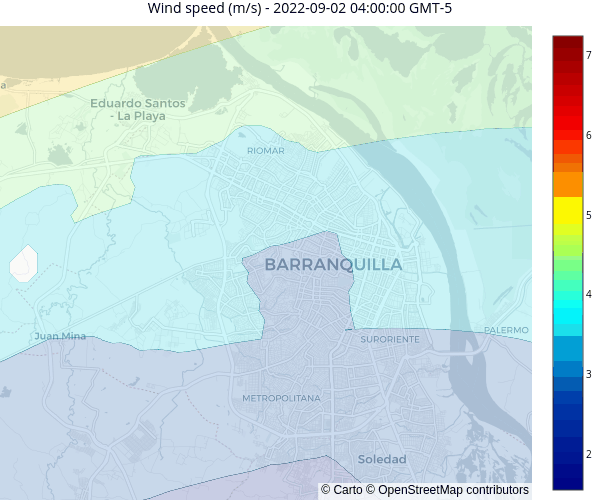 Wind speed (m/s) - 2022-09-02 04:00:00 GMT-5
7
a
Eduardo Santos
- La Playa
6
RIOMAR
5
BARRANQUILLA
4
Juan Mina
PALERMO
SURORIENTE
3
METROPOLITANA
Soledad
2
© Carto © OpenStreetMap contributors